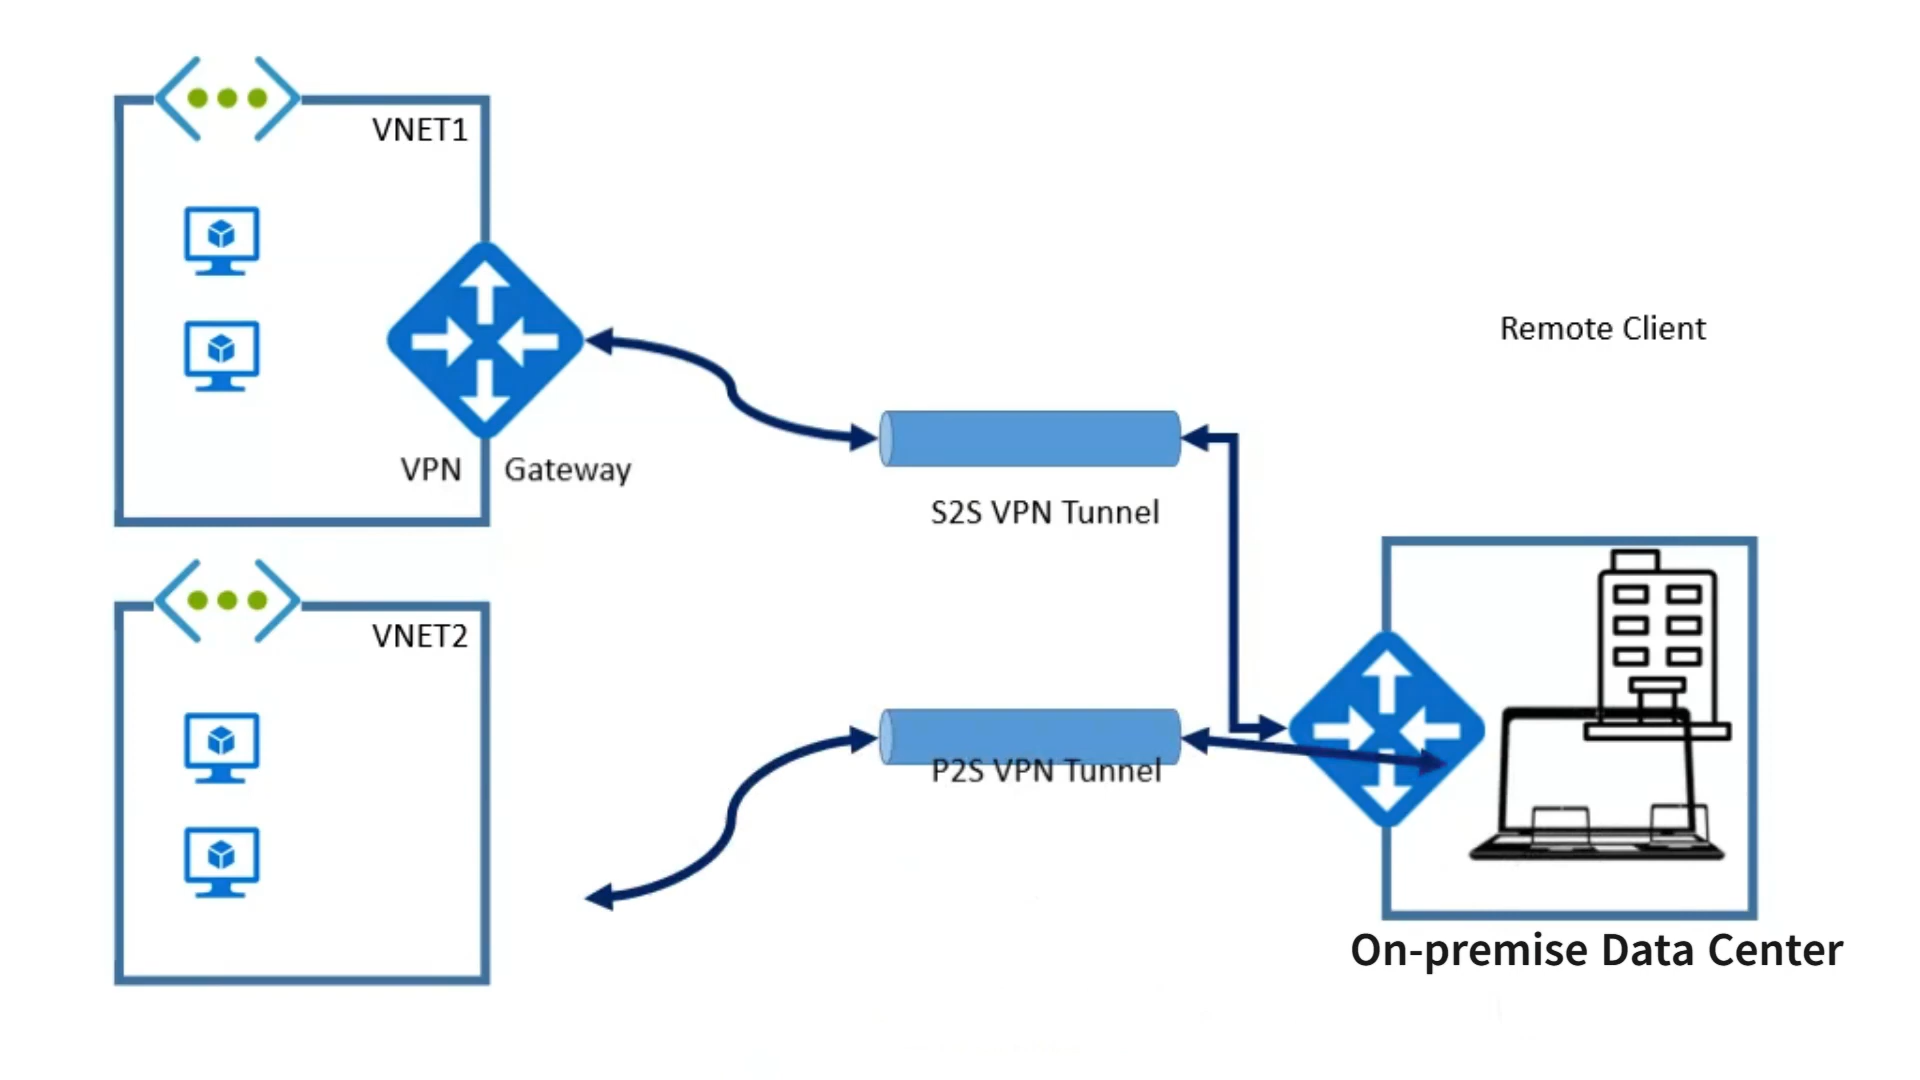 VNET1
Remote Client
VPN Gateway
S2S VPN Tunnel
VNET2
P2S VPN Tunnel
On-premise Data Center